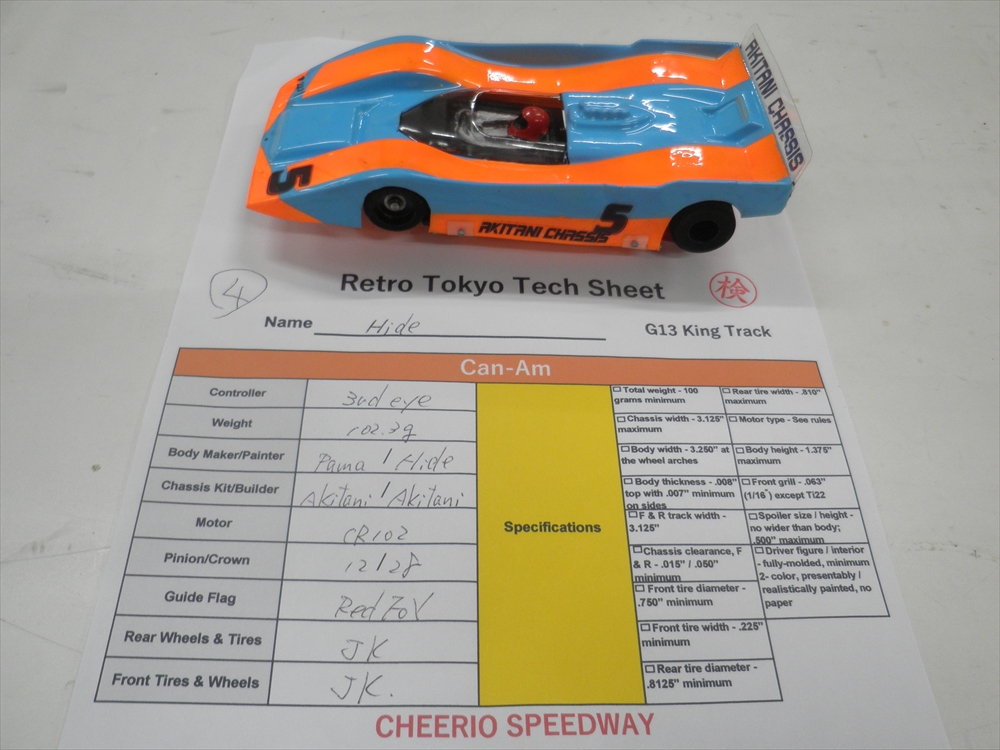 AKITANI CHASSIS
5
5
AKITANI CHASSIS
4
Retro Tokyo Tech Sheet
検
Name Hide
G13 King Track
Can-Am
Controller 3rd eye
Weight 102.3g
Body Maker/Painter Parma / Hide
Chassis Kit/Builder Akitani / Akitani
Motor CR102
Pinion/Crown 12/28
Guide Flag Red Fox
Rear Wheels & Tires JK
Front Tires & Wheels JK.
Specifications
Total weight - 100
grams minimum
Rear tire width - .810"
maximum
Chassis width - 3.125"
maximum
Motor type - See rules
Body width - 3.250" at
the wheel arches
Body height - 1.375"
maximum
Body thickness - .008"
top with .007" minimum
on sides
Front grill - .063"
(1/16") except Ti22
F & R track width -
3.125"
Spoiler size / height -
no wider than body;
.500" maximum
Chassis clearance, F
& R - .015" / .050"
minimum
Driver figure / interior
- fully-molded, minimum
2- color, presentably /
realistically painted, no
paper
Front tire diameter -
.750" minimum
Front tire width - .225"
minimum
Rear tire diameter -
.8125" minimum
CHEERIO SPEEDWAY